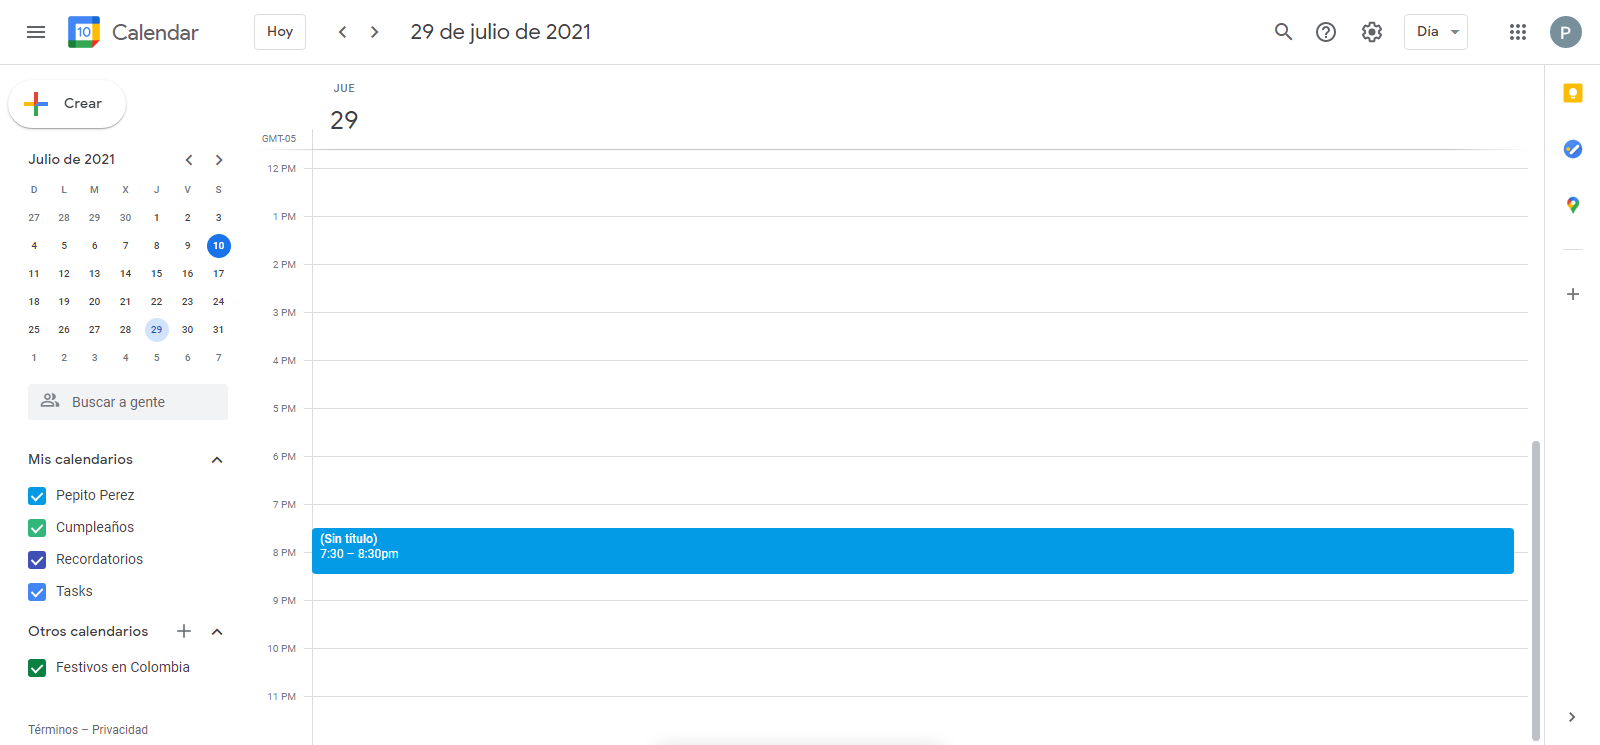 10 Calendar Hoy 29 de julio de 2021 Día P
Crear
Julio de 2021
D L M X J V S
27 28 29 30 1 2 3
4 5 6 7 8 9 10
11 12 13 14 15 16 17
18 19 20 21 22 23 24
25 26 27 28 29 30 31
1 2 3 4 5 6 7
Buscar a gente
Mis calendarios
Pepito Perez
Cumpleaños
Recordatorios
Tasks
Otros calendarios
Festivos en Colombia
Términos – Privacidad
JUE
29
GMT-05
12 PM
1 PM
2 PM
3 PM
4 PM
5 PM
6 PM
7 PM
(Sin título)
7:30 – 8:30pm
8 PM
9 PM
10 PM
11 PM